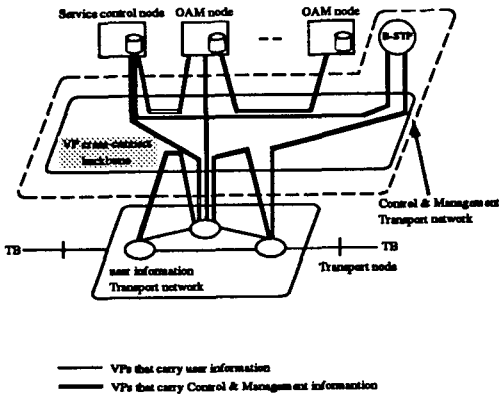 Service control node
OAM node
OAM node
B-STP
VP cross-connect
backbone
Control & Management
Transport network
TB
TB
user information
Transport network
Transport node
VPs that carry user information
VPs that carry Control & Management informantion